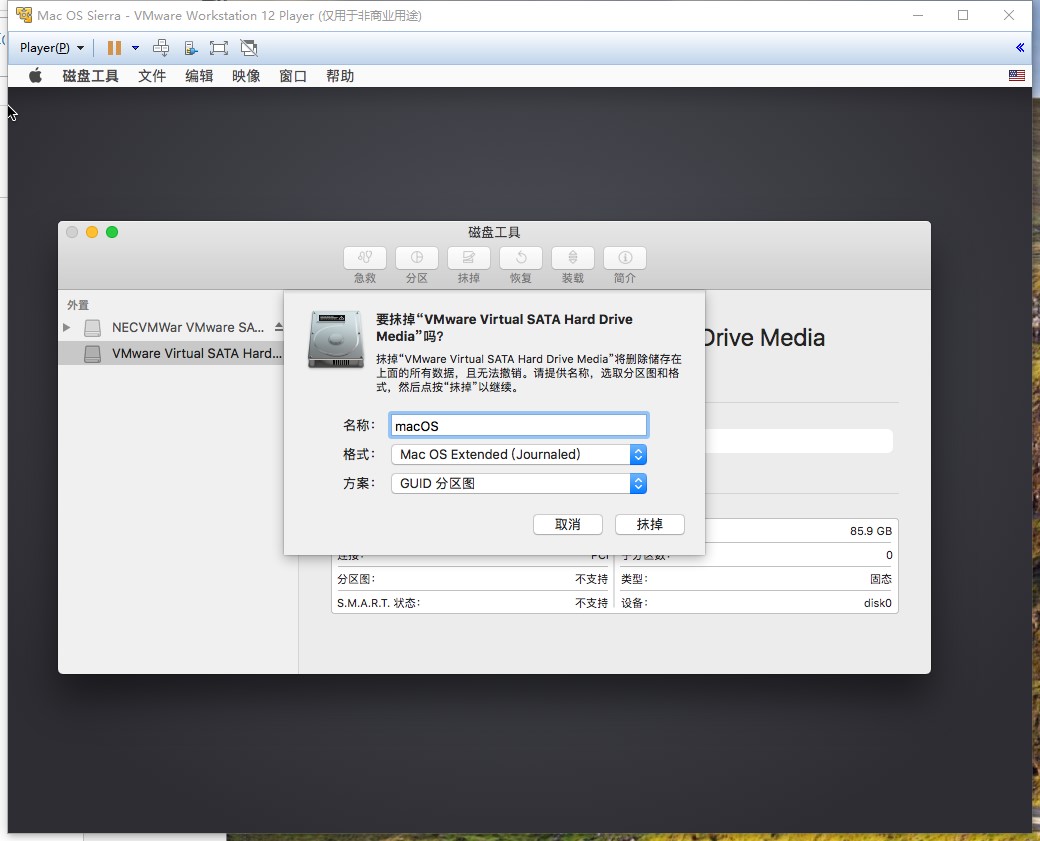 Mac OS Sierra - VMware Workstation 12 Player (仅用于非商业用途)
Player(P)
磁盘工具 文件 编辑 映像 窗口 帮助
磁盘工具
急救 分区 抹掉 恢复 装载 简介
外置
NECVMWar VMware SA...
VMware Virtual SATA Hard...
Drive Media
要抹掉“VMware Virtual SATA Hard Drive
Media”吗?
抹掉“VMware Virtual SATA Hard Drive Media”将删除储存在
上面的所有数据，且无法撤销。请提供名称，选取分区图和格
式，然后点按“抹掉”以继续。
名称: macOS
格式: Mac OS Extended (Journaled)
方案: GUID 分区图
取消 抹掉
85.9 GB
连接: PCI 子分区数: 0
分区图: 不支持 类型: 固态
S.M.A.R.T. 状态: 不支持 设备: disk0